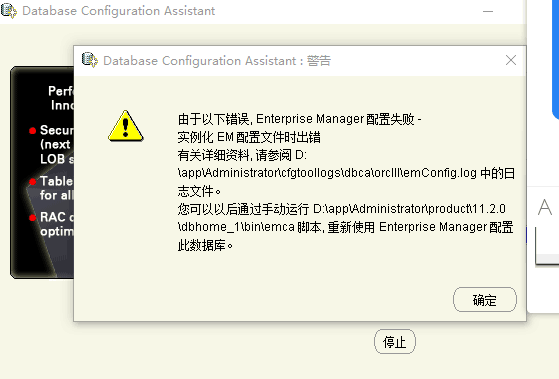 Database Configuration Assistant
Database Configuration Assistant : 警告
Perfo
Inno
Secur
(next
LOB s
Table
for all
RAC o
optim
由于以下错误, Enterprise Manager 配置失败 -
实例化 EM 配置文件时出错
有关详细资料, 请参阅 D:
\app\Administrator\cfgtoollogs\dbca\orclll\emConfig.log 中的日
志文件。
您可以以后通过手动运行 D:\app\Administrator\product\11.2.0
\dbhome_1\bin\emca 脚本, 重新使用 Enterprise Manager 配置
此数据库。
确定
停止
A